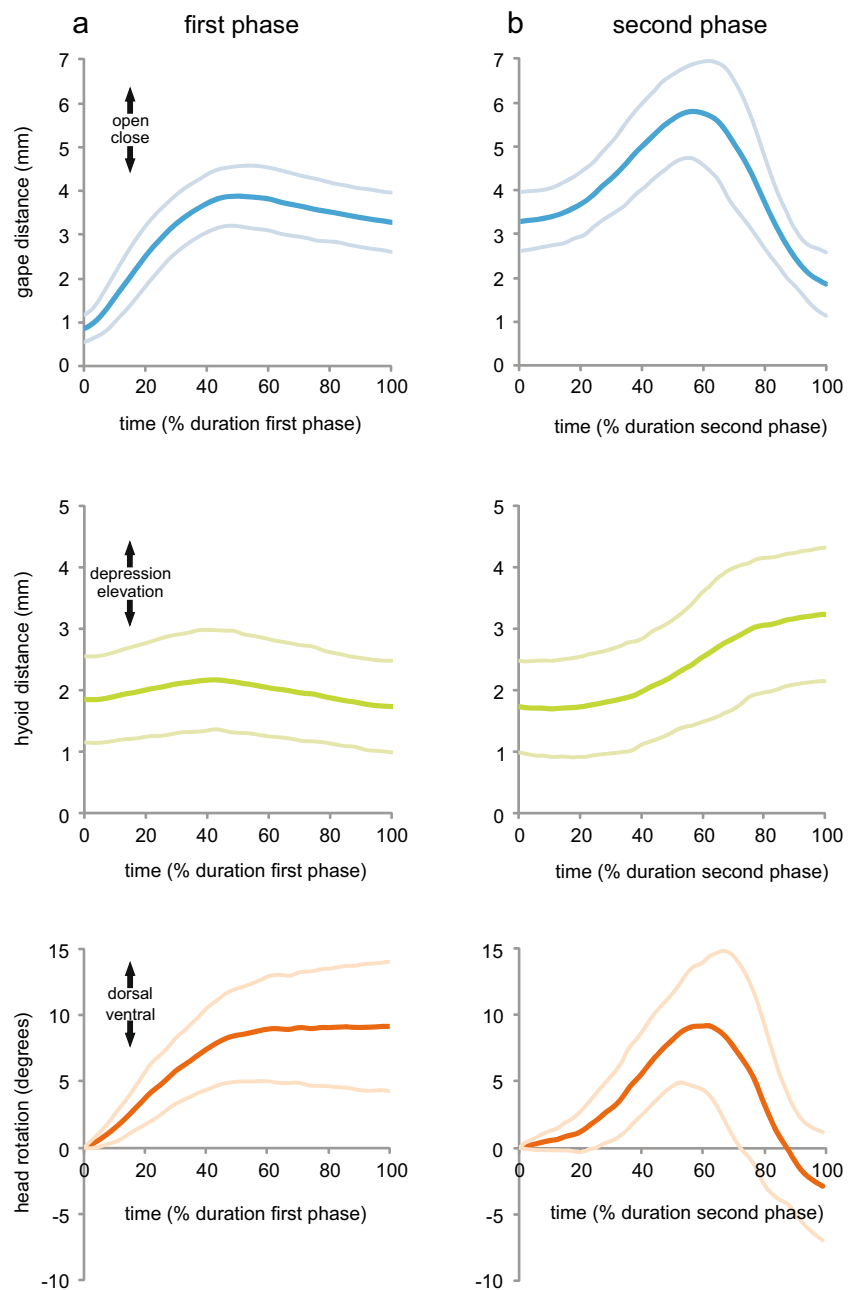 a
first phase
7
6
5
4
3
2
1
0
gape distance (mm)
open
close
0 20 40 60 80 100
time (% duration first phase)
b
second phase
7
6
5
4
3
2
1
0
0 20 40 60 80 100
time (% duration second phase)
5
4
3
2
1
0
hyoid distance (mm)
depression
elevation
0 20 40 60 80 100
time (% duration first phase)
5
4
3
2
1
0
0 20 40 60 80 100
time (% duration second phase)
15
10
5
0
-5
-10
head rotation (degrees)
dorsal
ventral
0 20 40 60 80 100
time (% duration first phase)
15
10
5
0
-5
-10
0 20 40 60 80 100
time (% duration second phase)